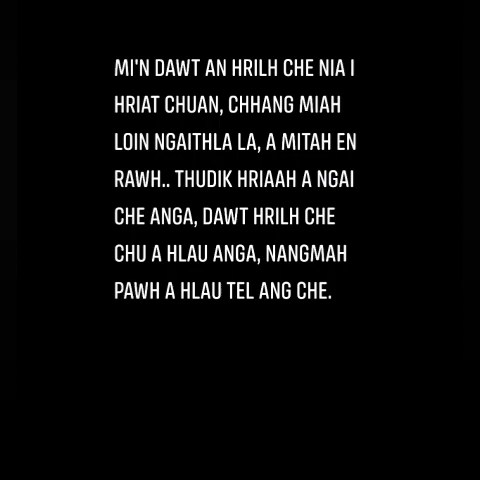 MI'N DAWT AN HRILH CHE NIA I
HRIAT CHUAN, CHHANG MIAH
LOIN NGAITHLA LA, A MITAH EN
RAWH.. THUDIK HRIAAH A NGAI
CHE ANGA, DAWT HRILH CHE
CHU A HLAU ANGA, NANGMAH
PAWH A HLAU TEL ANG CHE.